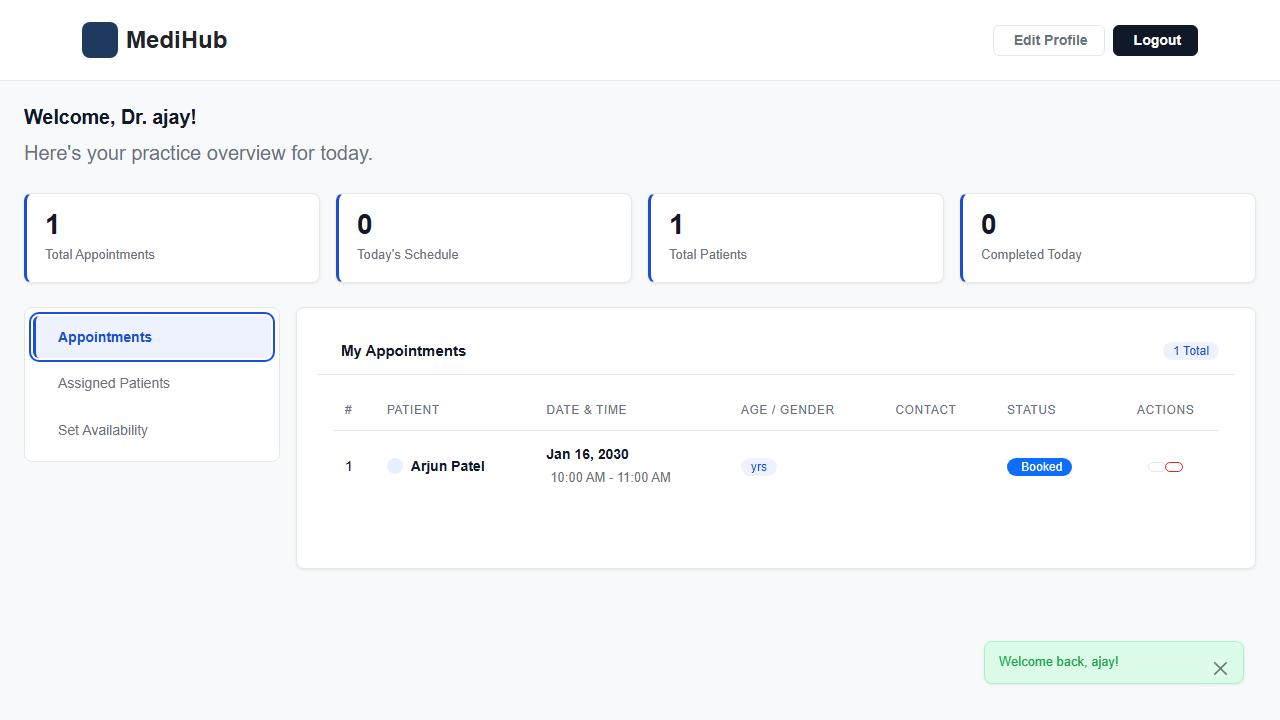 MediHub
Edit Profile
Logout
Welcome, Dr. ajay!
Here's your practice overview for today.
1
Total Appointments
0
Today's Schedule
1
Total Patients
0
Completed Today
Appointments
Assigned Patients
Set Availability
My Appointments
1 Total
# PATIENT DATE & TIME AGE / GENDER CONTACT STATUS ACTIONS
1 Arjun Patel Jan 16, 2030 yrs Booked
10:00 AM - 11:00 AM
Welcome back, ajay!